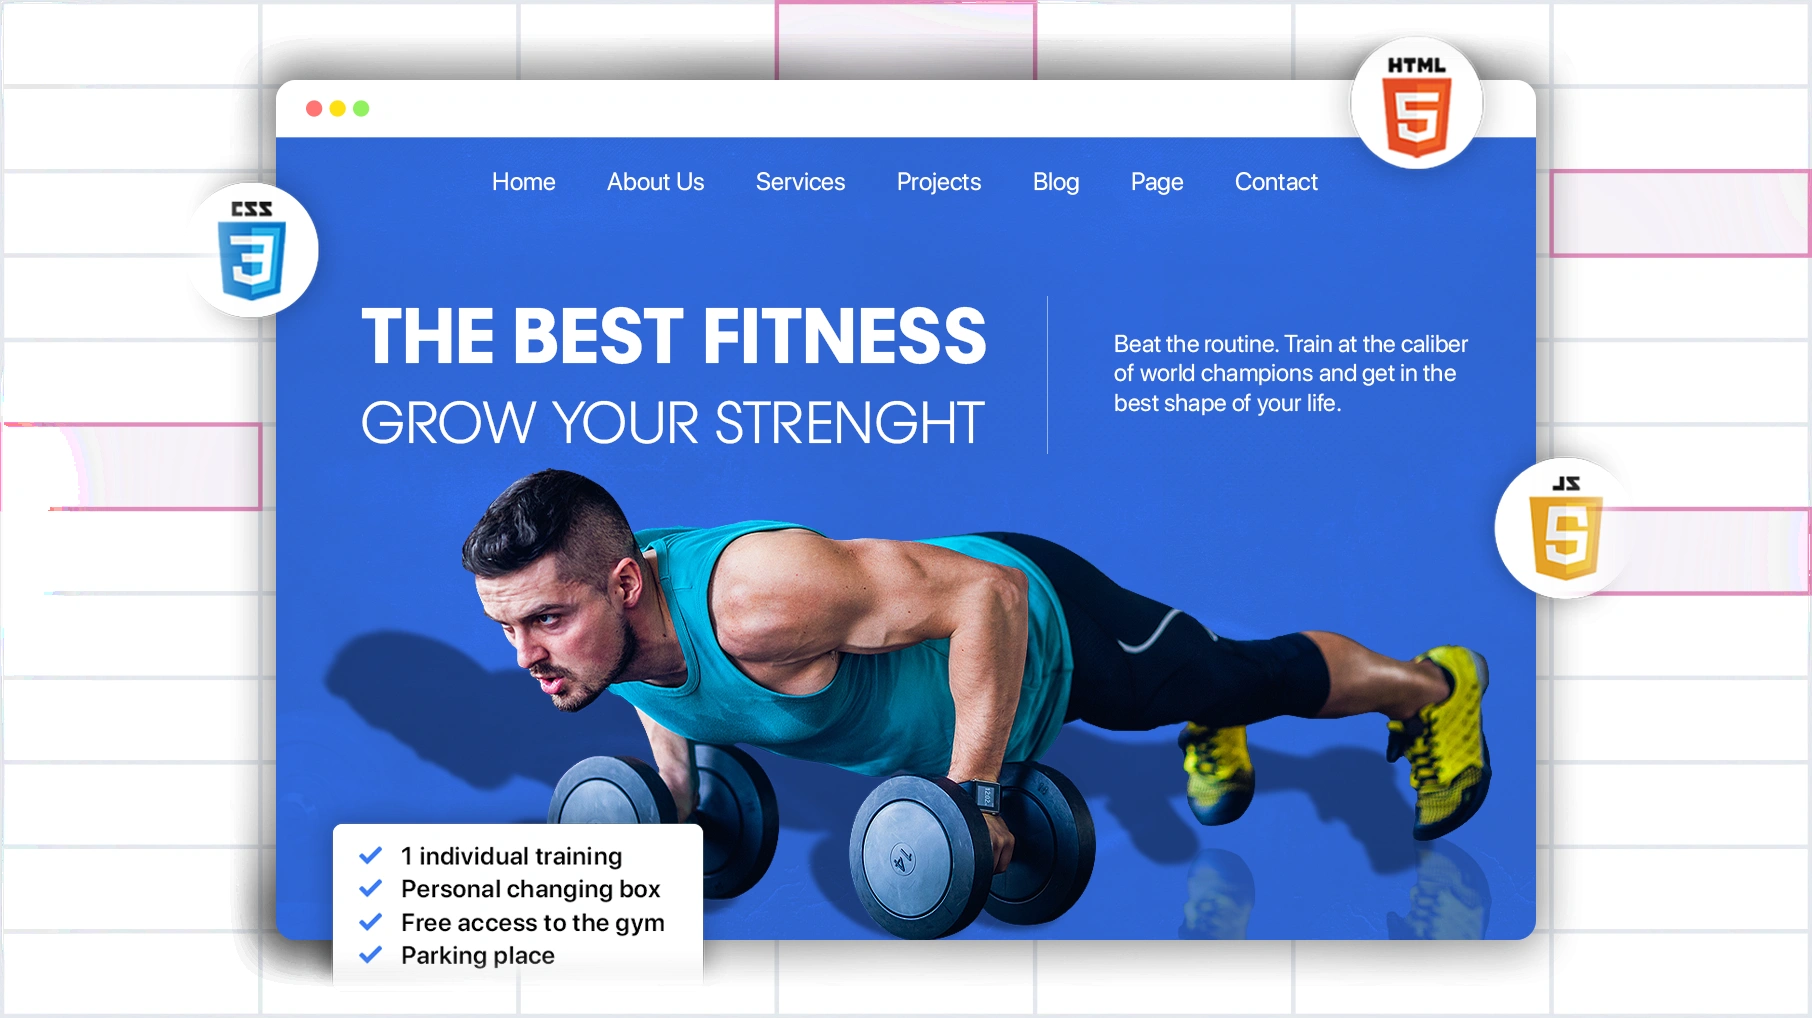 HTML
5
Home About Us Services Projects Blog Page Contact
CSS
3
THE BEST FITNESS
GROW YOUR STRENGHT
Beat the routine. Train at the caliber
of world champions and get in the
best shape of your life.
JS
5
14
1 individual training
Personal changing box
Free access to the gym
Parking place